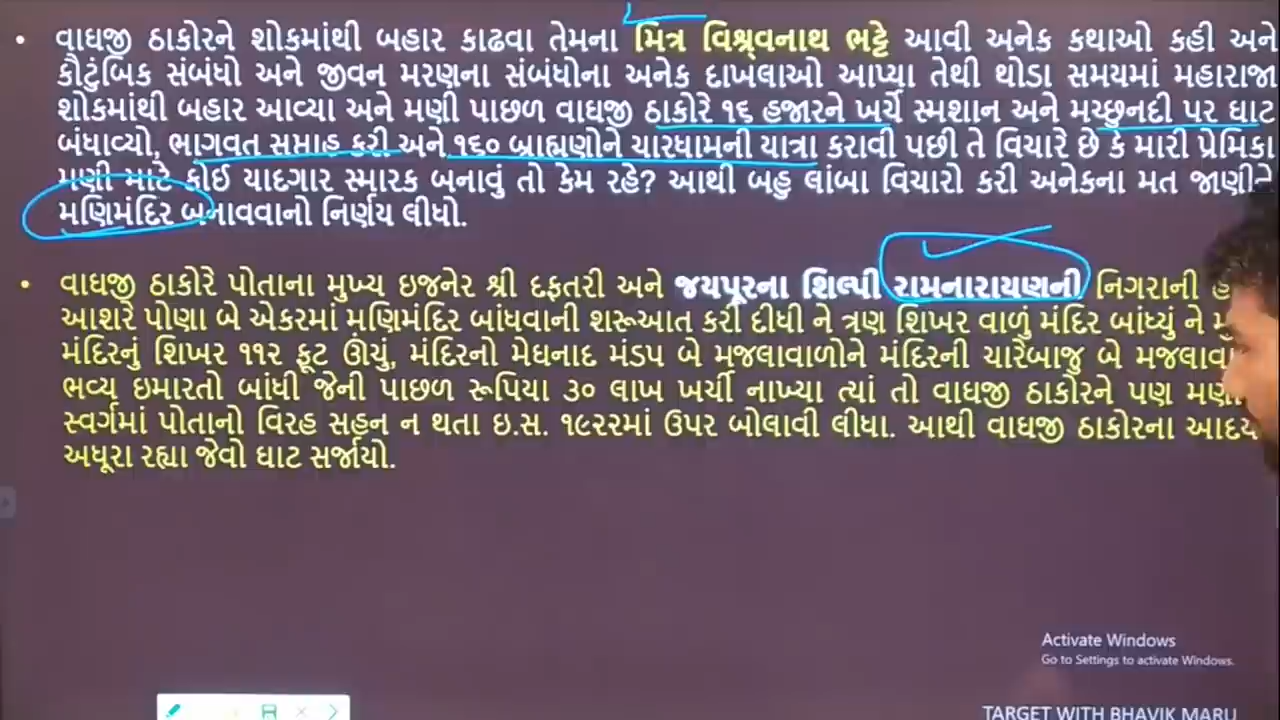 • વાઘજી ઠાકોરને શોકમાંથી બહાર કાઢવા તેમના મિત્ર વિશ્ર્વનાથ ભટ્ટે આવી અનેક કથાઓ કહી અને
કૌટુંબિક સંબંધો અને જીવન મરણના સંબંધોના અનેક દાખલાઓ આપ્યા તેથી થોડા સમયમાં મહારાજા
શોકમાંથી બહાર આવ્યા અને મણી પાછળ વાઘજી ઠાકોરે ૧૬ હજારને ખર્ચે સ્મશાન અને મચ્છુનદી પર ઘાટ
બંધાવ્યો, ભાગવત સપ્તાહ કરી અને ૧૬૦ બ્રાહ્મણોને ચારધામની યાત્રા કરાવી પછી તે વિચારે છે કે મારી પ્રેમિકા
મણી માટે કોઈ યાદગાર સ્મારક બનાવું તો કેમ રહે? આથી બહુ લાંબા વિચારો કરી અનેકના મત જાણીને
મણિમંદિર બનાવવાનો નિર્ણય લીધો.
• વાઘજી ઠાકોરે પોતાના મુખ્ય ઇજનેર શ્રી દફતરી અને જયપૂરના શિલ્પી રામનારાયણની નિગરાની
આશરે પોણા બે એકરમાં મણિમંદિર બાંધવાની શરૂઆત કરી દીધી ને ત્રણ શિખર વાળું મંદિર બાંધ્યું ને
મંદિરનું શિખર ૧૧૨ ફૂટ ઊંચું, મંદિરનો મેઘનાદ મંડપ બે મજલાવાળોને મંદિરની ચારેબાજુ બે
ભવ્ય ઇમારતો બાંધી જેની પાછળ રૂપિયા ૩૦ લાખ ખર્ચી નાખ્યા ત્યાં તો વાઘજી ઠાકોરને પણ
સ્વર્ગમાં પોતાનો વિરહ સહન ન થતા ઇ.સ. ૧૯૨૨માં ઉપર બોલાવી લીધા. આથી વાઘજી ઠાકોરના
અધૂરા રહ્યા જેવો ઘાટ સર્જાયો.
Activate Windows
Go to Settings to activate Windows.
TARGET WITH BHAVIK MARU